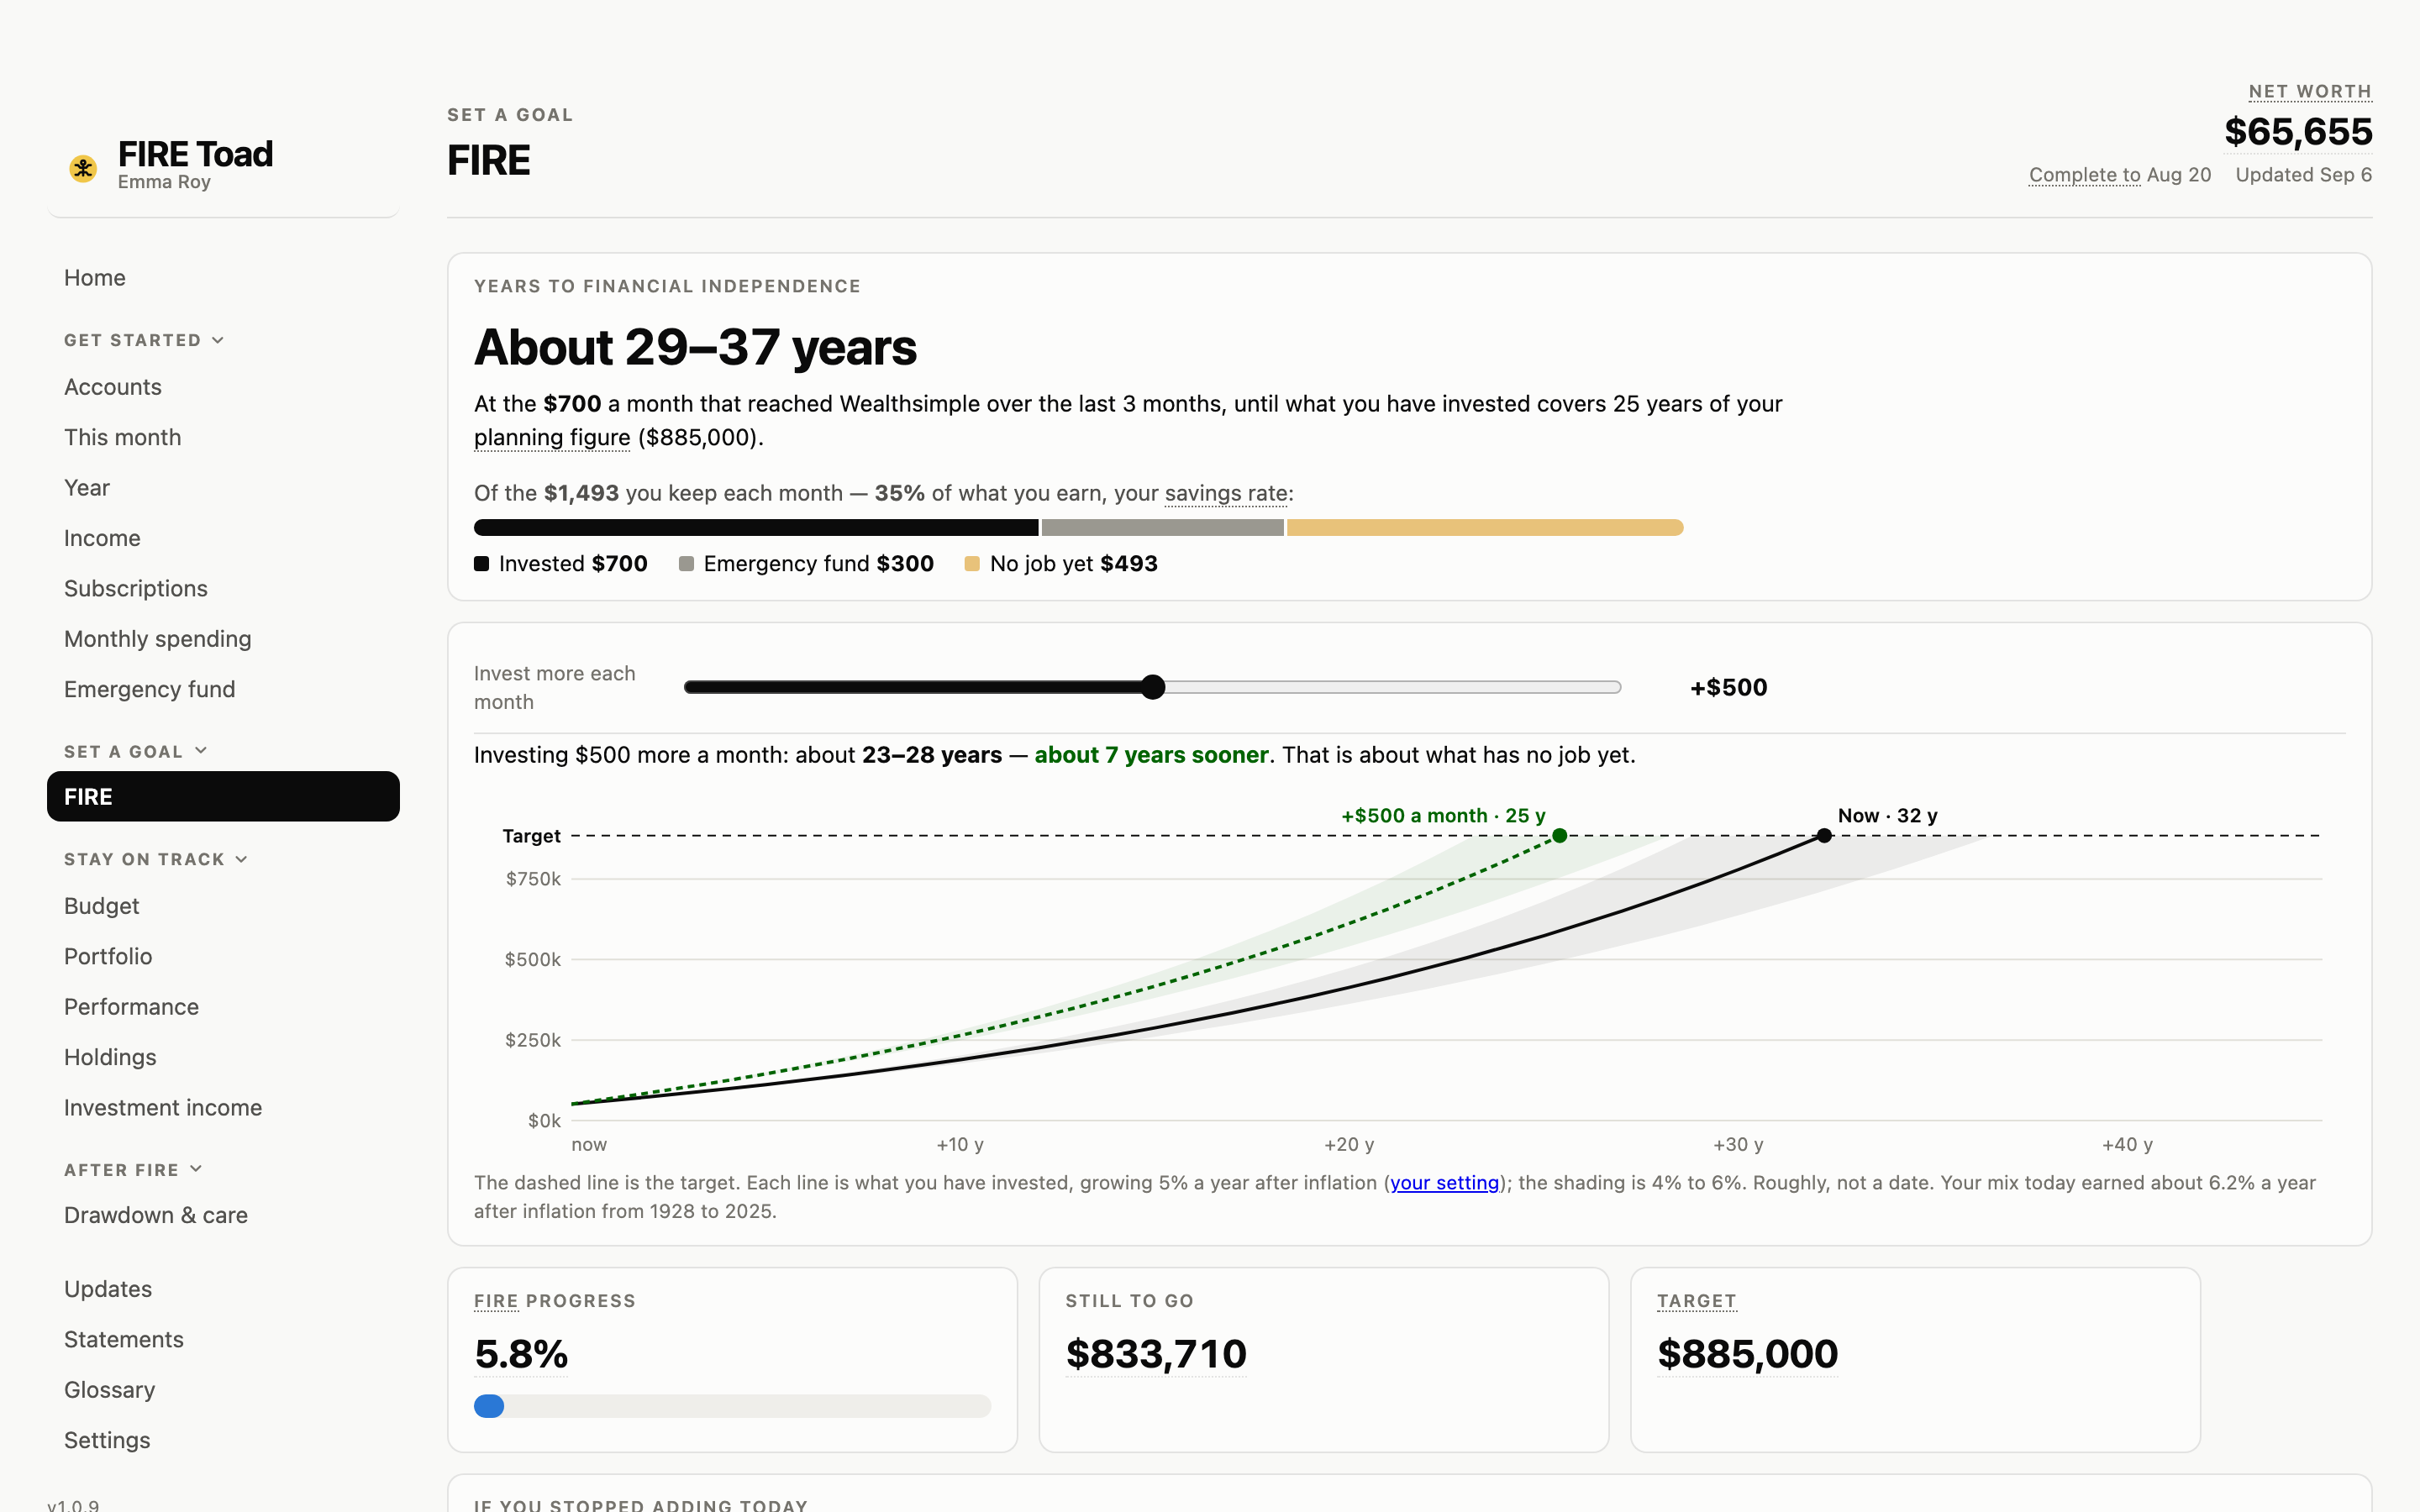 FIRE Toad
Emma Roy
Home
GET STARTED
Accounts
This month
Year
Income
Subscriptions
Monthly spending
Emergency fund
SET A GOAL
FIRE
STAY ON TRACK
Budget
Portfolio
Performance
Holdings
Investment income
AFTER FIRE
Drawdown & care
Updates
Statements
Glossary
Settings
v1.0.9
SET A GOAL
FIRE
NET WORTH
$65,655
Complete to Aug 20 Updated Sep 6
YEARS TO FINANCIAL INDEPENDENCE
About 29–37 years
At the $700 a month that reached Wealthsimple over the last 3 months, until what you have invested covers 25 years of your
planning figure ($885,000).
Of the $1,493 you keep each month — 35% of what you earn, your savings rate:
Invested $700 Emergency fund $300 No job yet $493
Invest more each
month
+$500
Investing $500 more a month: about 23–28 years — about 7 years sooner. That is about what has no job yet.
+$500 a month · 25 y Now · 32 y
Target
$750k
$500k
$250k
$0k
now +10 y +20 y +30 y +40 y
The dashed line is the target. Each line is what you have invested, growing 5% a year after inflation (your setting); the shading is 4% to 6%. Roughly, not a date. Your mix today earned about 6.2% a year
after inflation from 1928 to 2025.
FIRE PROGRESS
5.8%
STILL TO GO
$833,710
TARGET
$885,000
IF YOU STOPPED ADDING TODAY